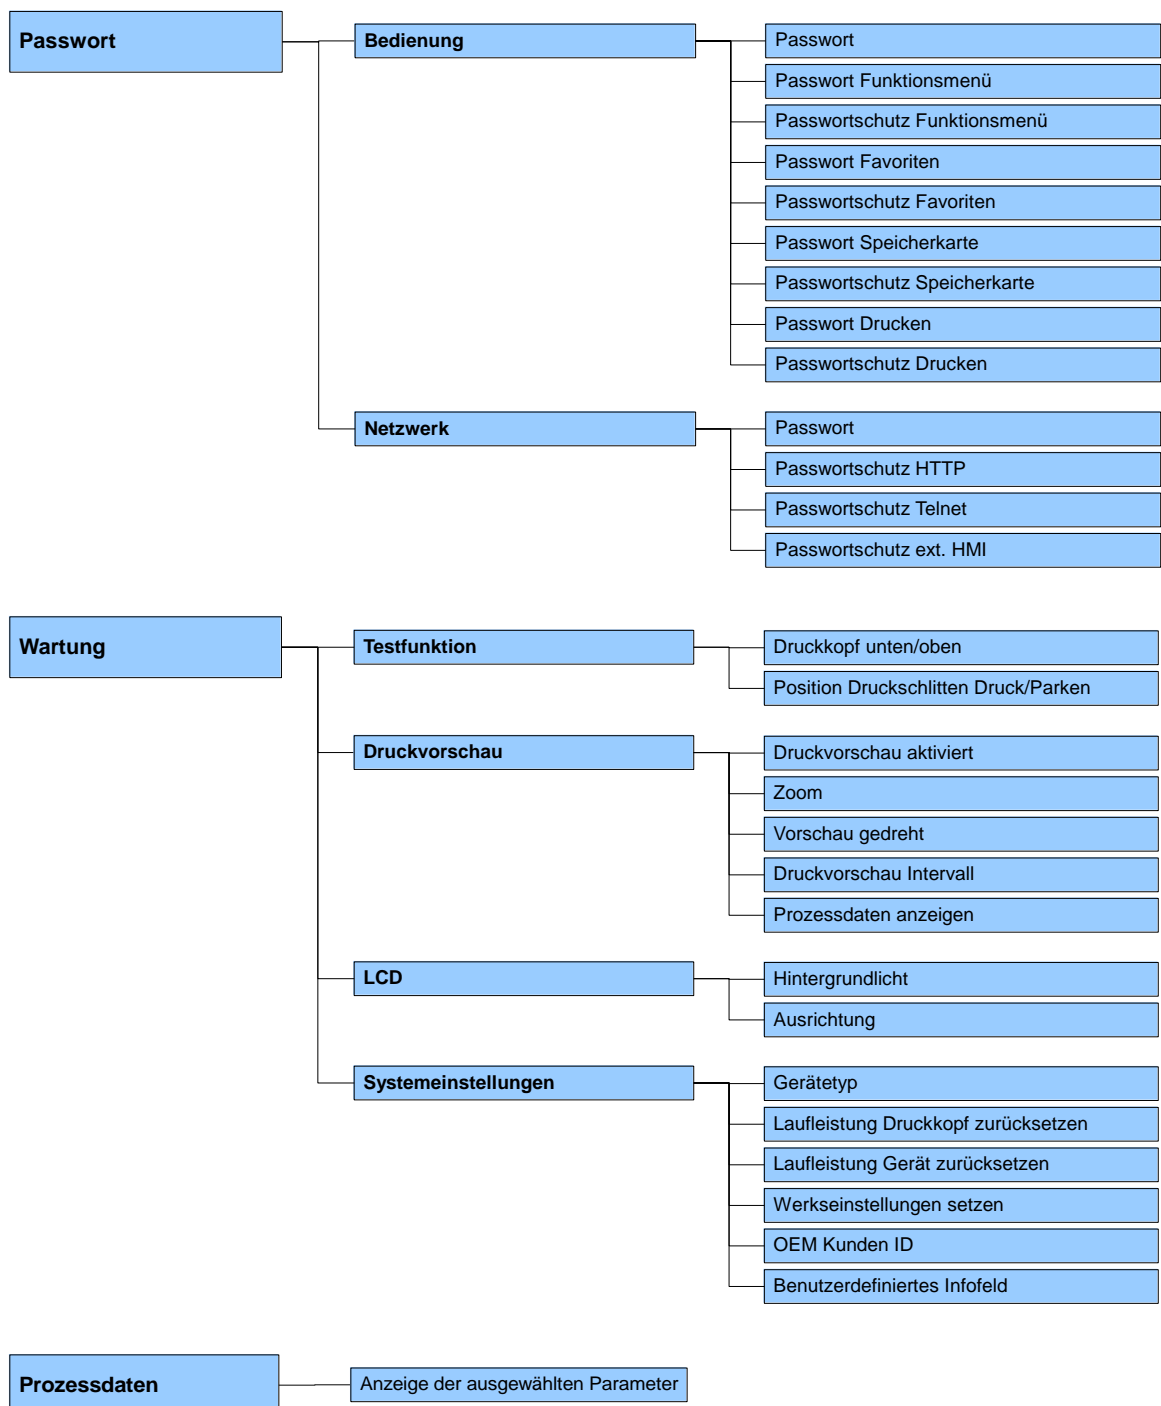 Passwort
Bedienung
Passwort
Passwort Funktionsmenü
Passwortschutz Funktionsmenü
Passwort Favoriten
Passwortschutz Favoriten
Passwort Speicherkarte
Passwortschutz Speicherkarte
Passwort Drucken
Passwortschutz Drucken
Netzwerk
Passwort
Passwortschutz HTTP
Passwortschutz Telnet
Passwortschutz ext. HMI
Wartung
Testfunktion
Druckkopf unten/oben
Position Druckschlitten Druck/Parken
Druckvorschau
Druckvorschau aktiviert
Zoom
Vorschau gedreht
Druckvorschau Intervall
Prozessdaten anzeigen
LCD
Hintergrundlicht
Ausrichtung
Systemeinstellungen
Gerätetyp
Laufleistung Druckkopf zurücksetzen
Laufleistung Gerät zurücksetzen
Werkseinstellungen setzen
OEM Kunden ID
Benutzerdefiniertes Infofeld
Prozessdaten
Anzeige der ausgewählten Parameter